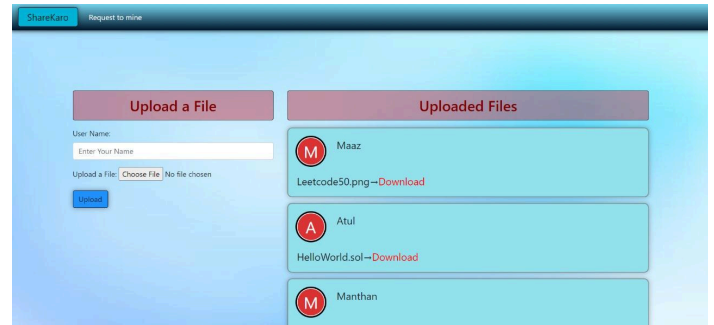 ShareKaro Request to mine
Upload a File
User Name:
Enter Your Name
Upload a File: Choose File No file chosen
Upload
Uploaded Files
M Maaz
Leetcode50.png→Download
A Atul
HelloWorld.sol→Download
M Manthan